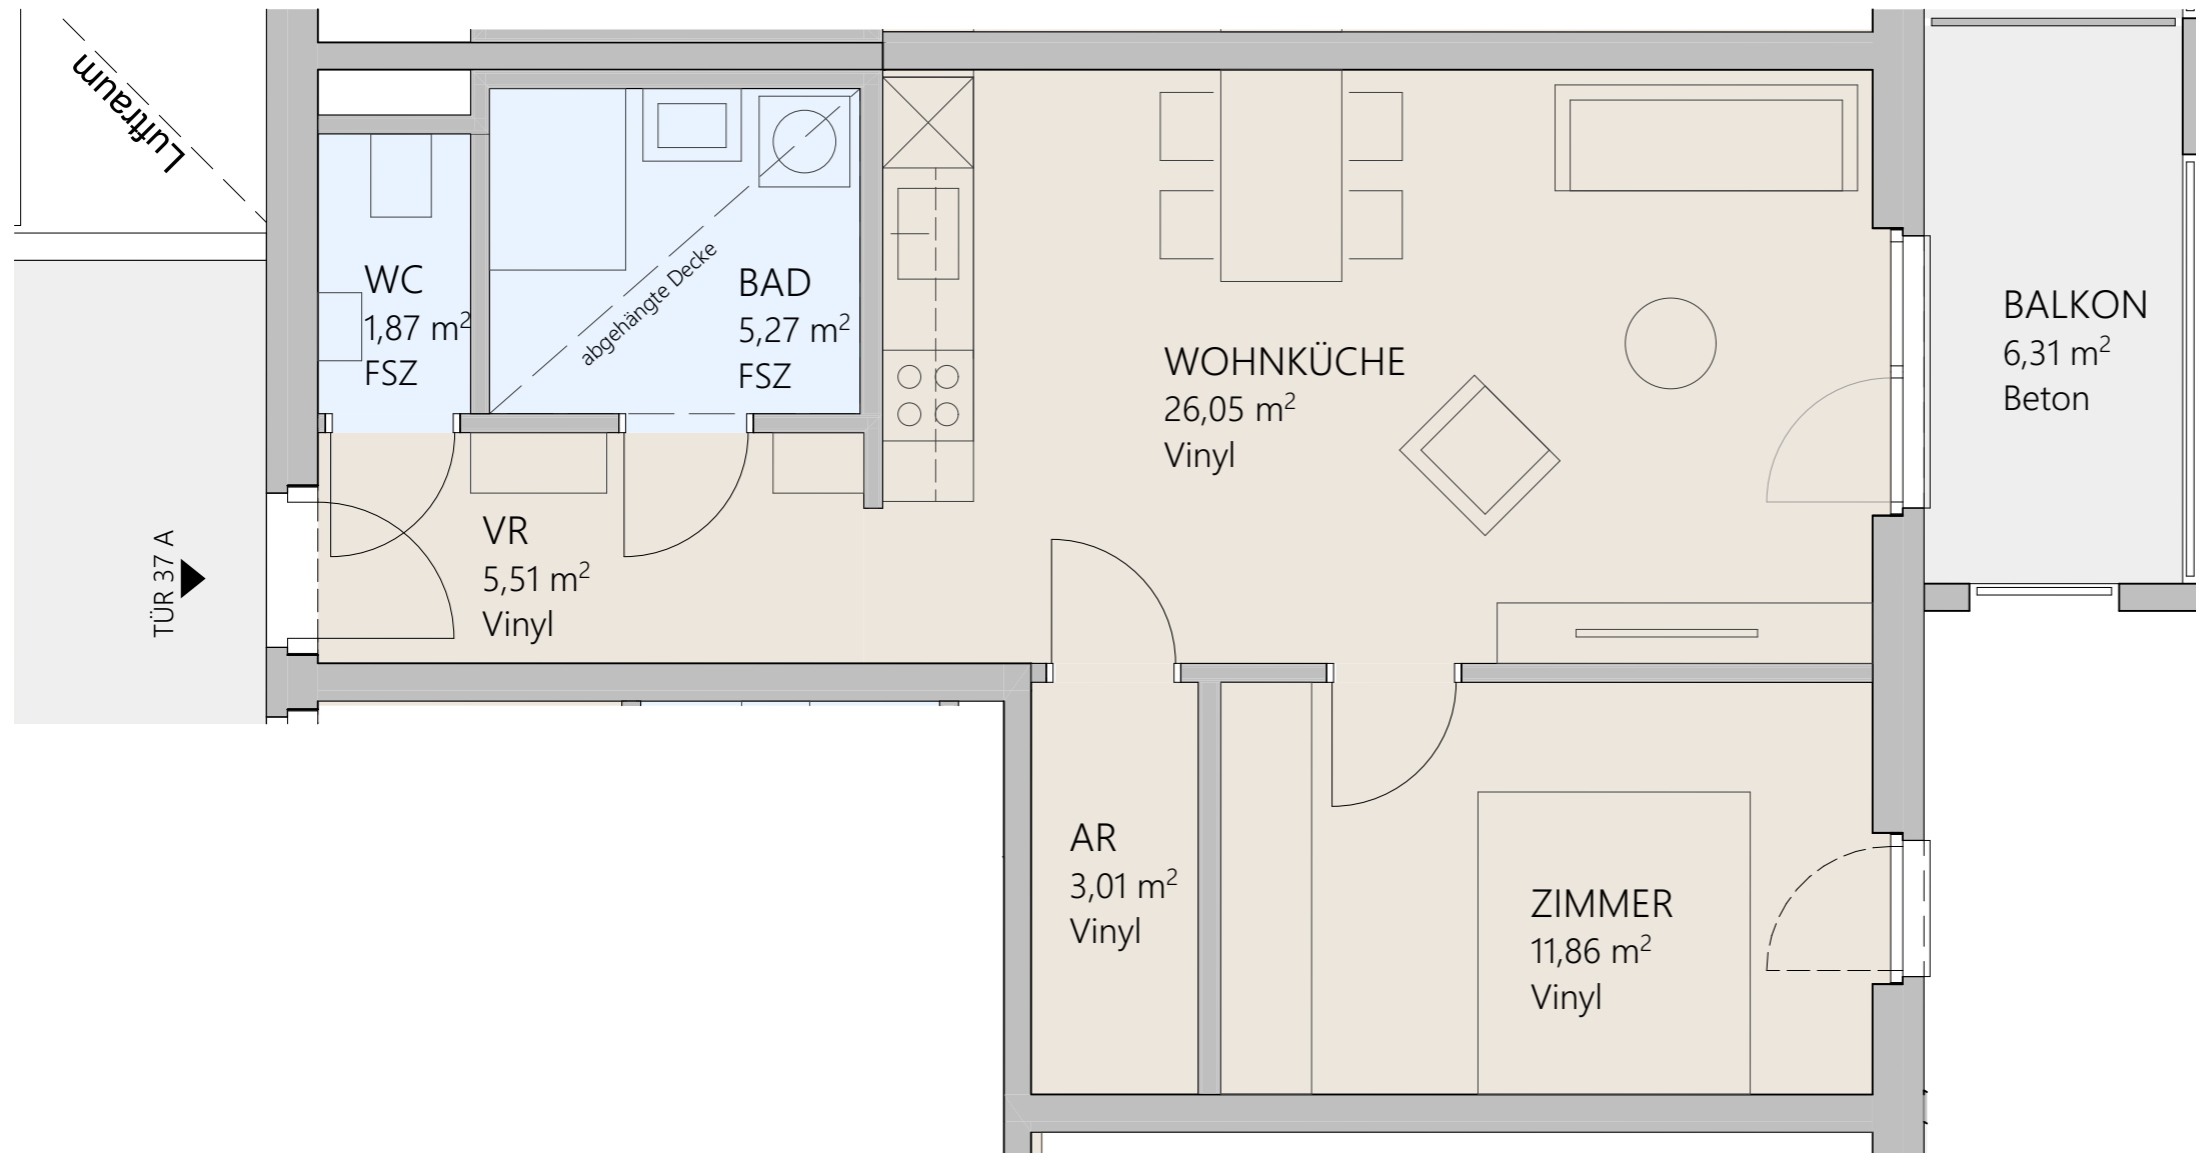 Luftraum
WC
1,87 m²
FSZ
abgehängte Decke
BAD
5,27 m²
FSZ
WOHNKÜCHE
26,05 m²
Vinyl
BALKON
6,31 m²
Beton
TÜR 37 A
VR
5,51 m²
Vinyl
AR
3,01 m²
Vinyl
ZIMMER
11,86 m²
Vinyl